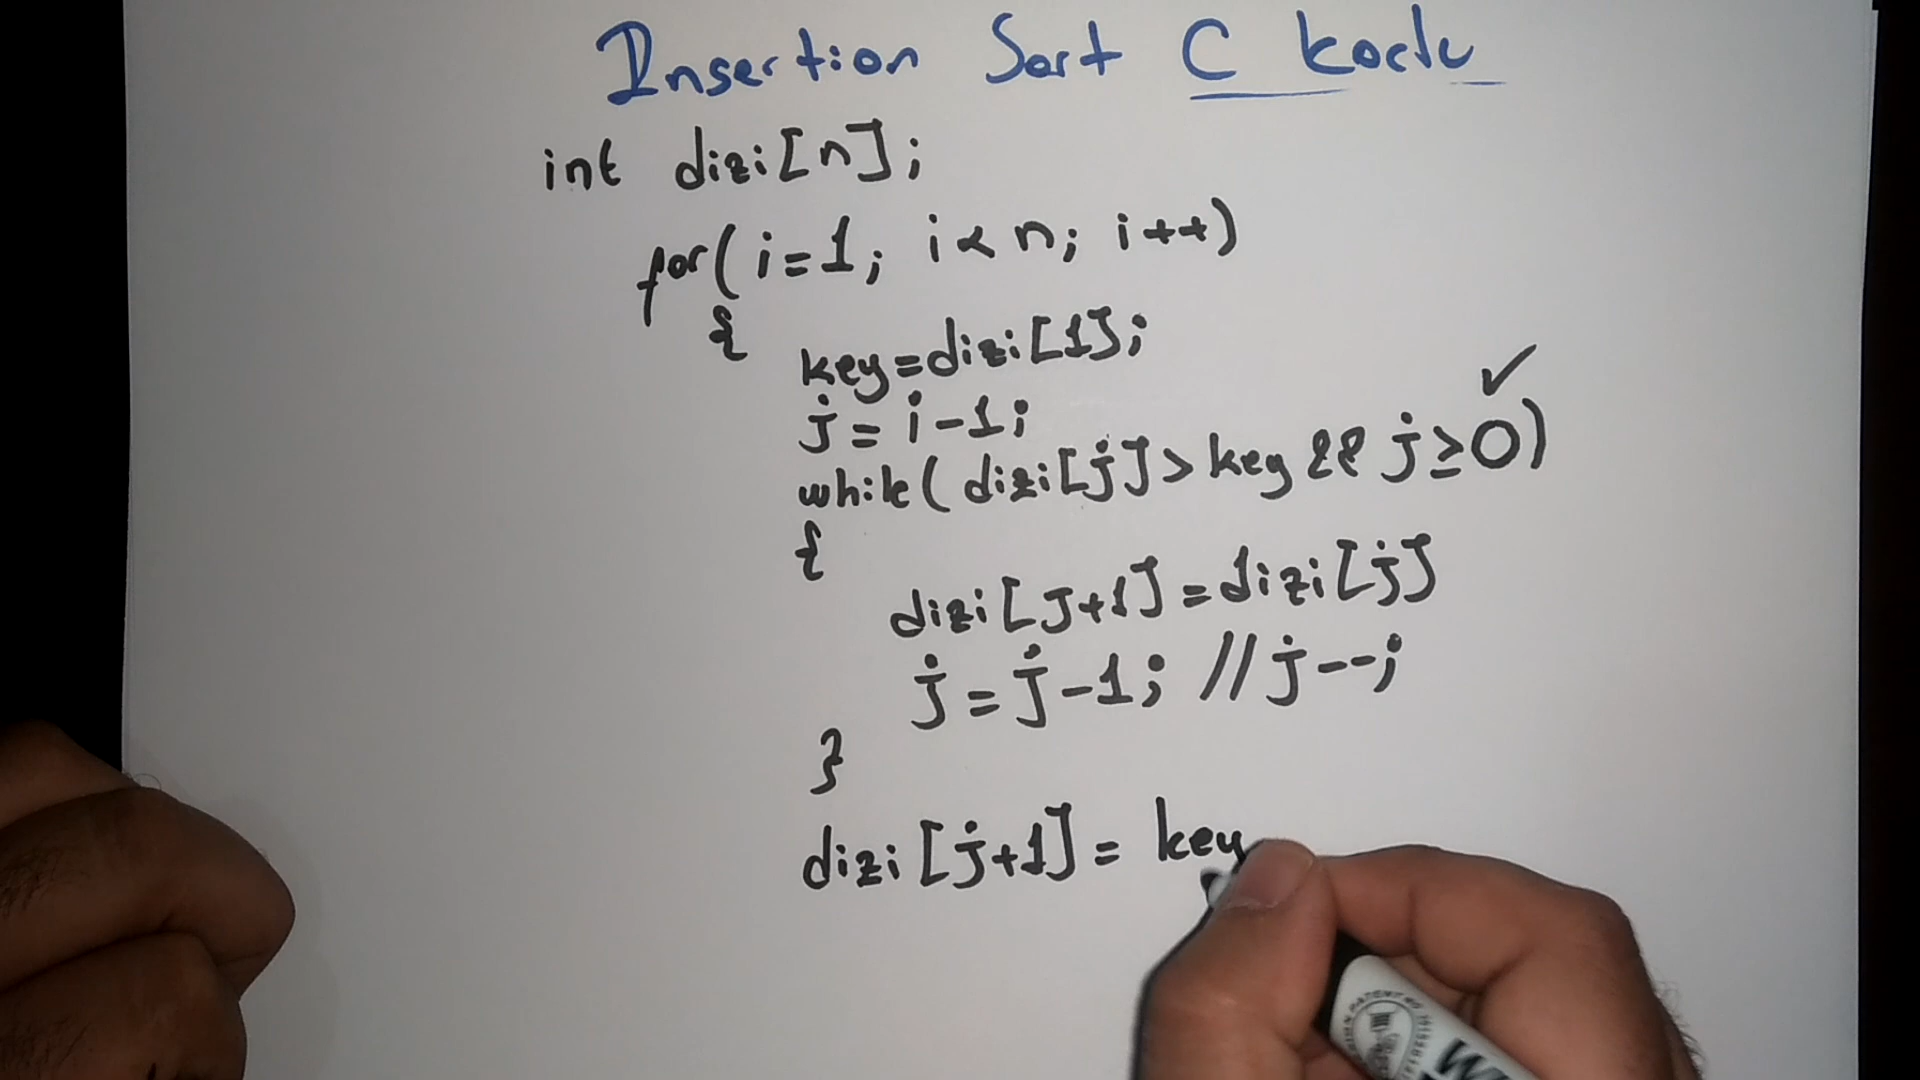 Insertion Sort C kodu
int dizi[n];
for(i=1; i<n; i++)
{
key=dizi[1];
j=i-1;
while(dizi[j]>key && j≥0)
{
dizi[J+1]=dizi[j]
j=j-1; //j--;
}
dizi[j+1]= key